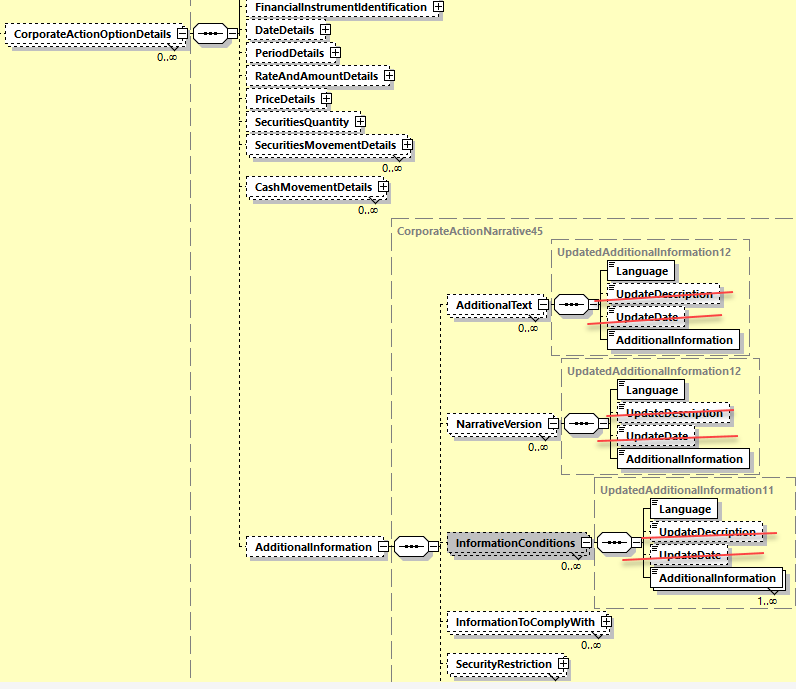 FinancialInstrumentIdentification
CorporateActionOptionDetails
0..∞
DateDetails
PeriodDetails
RateAndAmountDetails
PriceDetails
SecuritiesQuantity
SecuritiesMovementDetails
0..∞
CashMovementDetails
0..∞
CorporateActionNarrative45
UpdatedAdditionalInformation12
Language
UpdateDescription
AdditionalText
0..∞
UpdateDate
AdditionalInformation
UpdatedAdditionalInformation12
Language
UpdateDescription
NarrativeVersion
0..∞
UpdateDate
AdditionalInformation
UpdatedAdditionalInformation11
Language
UpdateDescription
AdditionalInformation
InformationConditions
0..∞
UpdateDate
AdditionalInformation
1..∞
InformationToComplyWith
0..∞
SecurityRestriction